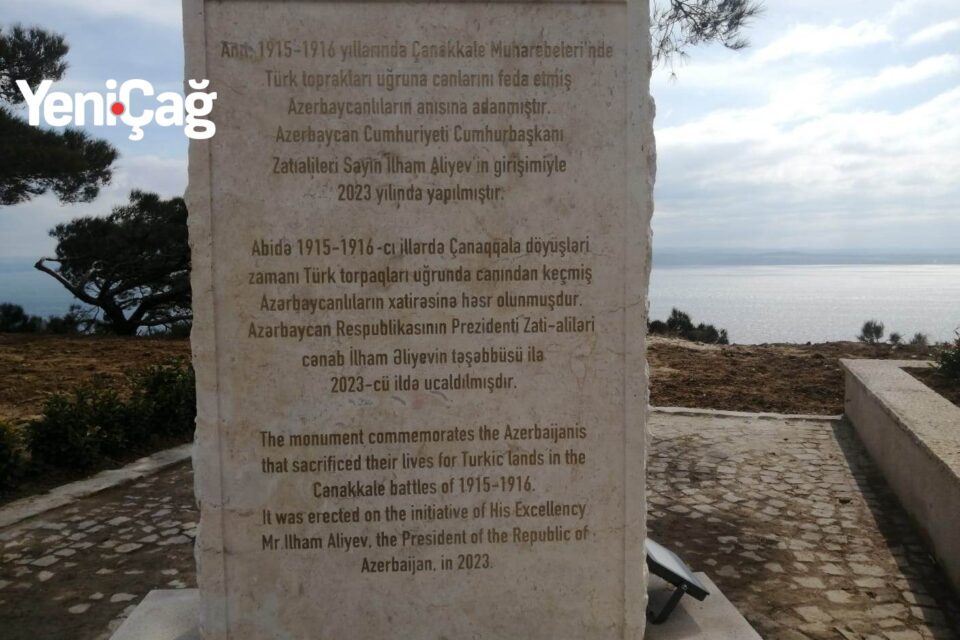 YeniÇağ
Anıt, 1915-1916 yıllarında Çanakkale Muharebeleri'nde
Türk toprakları uğruna canlarını feda etmiş
Azerbaycanlıların anısına adanmıştır.
Azerbaycan Cumhuriyeti Cumhurbaşkanı
Zatıalileri Sayın İlham Aliyev'in girişimiyle
2023 yılında yapılmıştır.
Abidə 1915-1916-cı illərdə Çanaqqala döyüşləri
zamanı Türk torpaqları uğrunda canından keçmiş
Azərbaycanlıların xatirəsinə həsr olunmuşdur.
Azərbaycan Respublikasının Prezidenti Zati-aliləri
cənab İlham Əliyevin təşəbbüsü ilə
2023-cü ildə ucaldılmışdır.
The monument commemorates the Azerbaijanis
that sacrificed their lives for Turkic lands in the
Çanakkale battles of 1915-1916.
It was erected on the initiative of His Excellency
Mr.Ilham Aliyev, the President of the Republic of
Azerbaijan, in 2023.